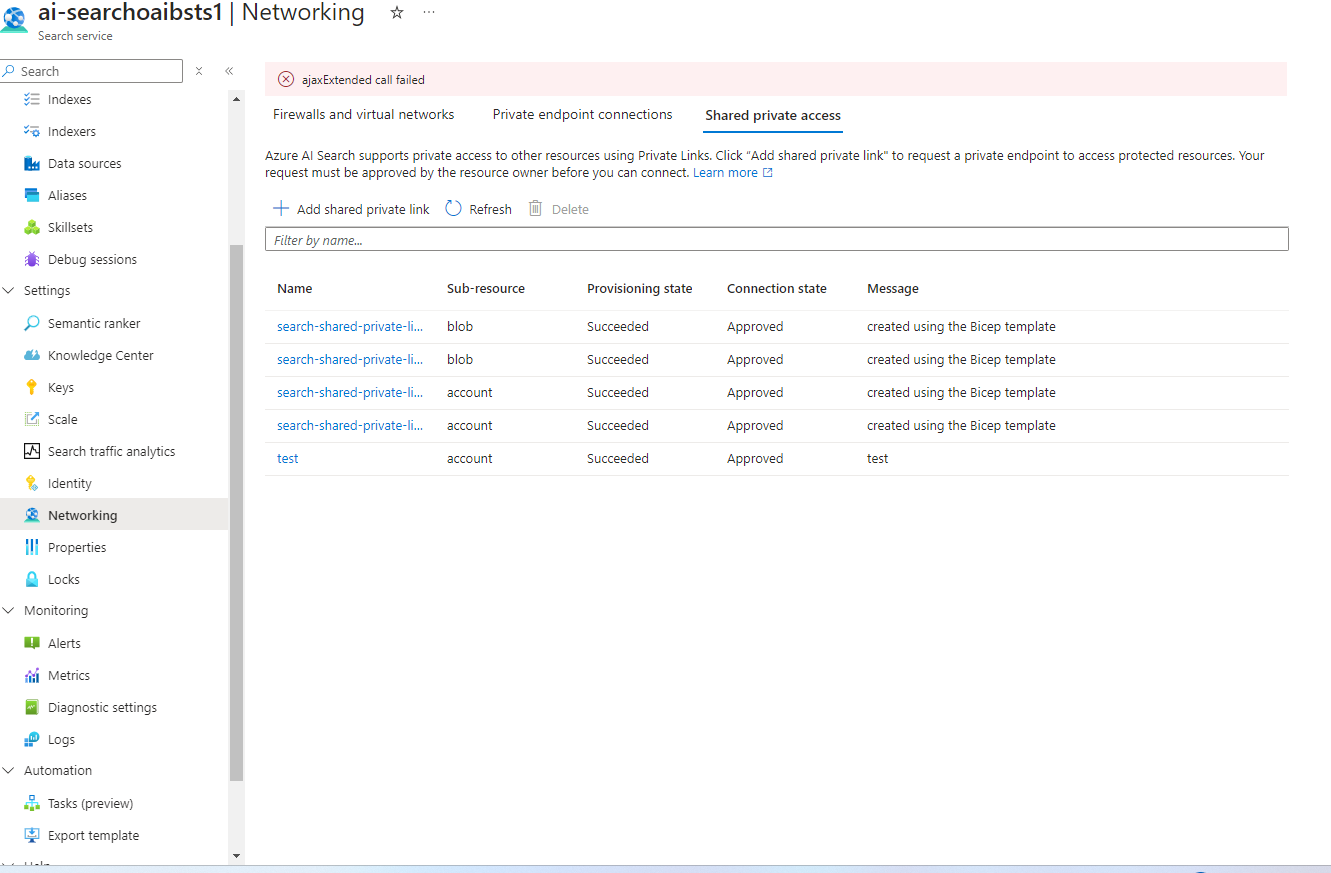 ai-searchoaibsts1 | Networking
Search service
Search
Indexes
Indexers
Data sources
Aliases
Skillsets
Debug sessions
Settings
Semantic ranker
Knowledge Center
Keys
Scale
Search traffic analytics
Identity
Networking
Properties
Locks
Monitoring
Alerts
Metrics
Diagnostic settings
Logs
Automation
Tasks (preview)
Export template
ajaxExtended call failed
Firewalls and virtual networks Private endpoint connections Shared private access
Azure AI Search supports private access to other resources using Private Links. Click "Add shared private link" to request a private endpoint to access protected resources. Your
request must be approved by the resource owner before you can connect. Learn more
Add shared private link Refresh Delete
Filter by name...
Name Sub-resource Provisioning state Connection state Message
search-shared-private-li... blob Succeeded Approved created using the Bicep template
search-shared-private-li... blob Succeeded Approved created using the Bicep template
search-shared-private-li... account Succeeded Approved created using the Bicep template
search-shared-private-li... account Succeeded Approved created using the Bicep template
test account Succeeded Approved test